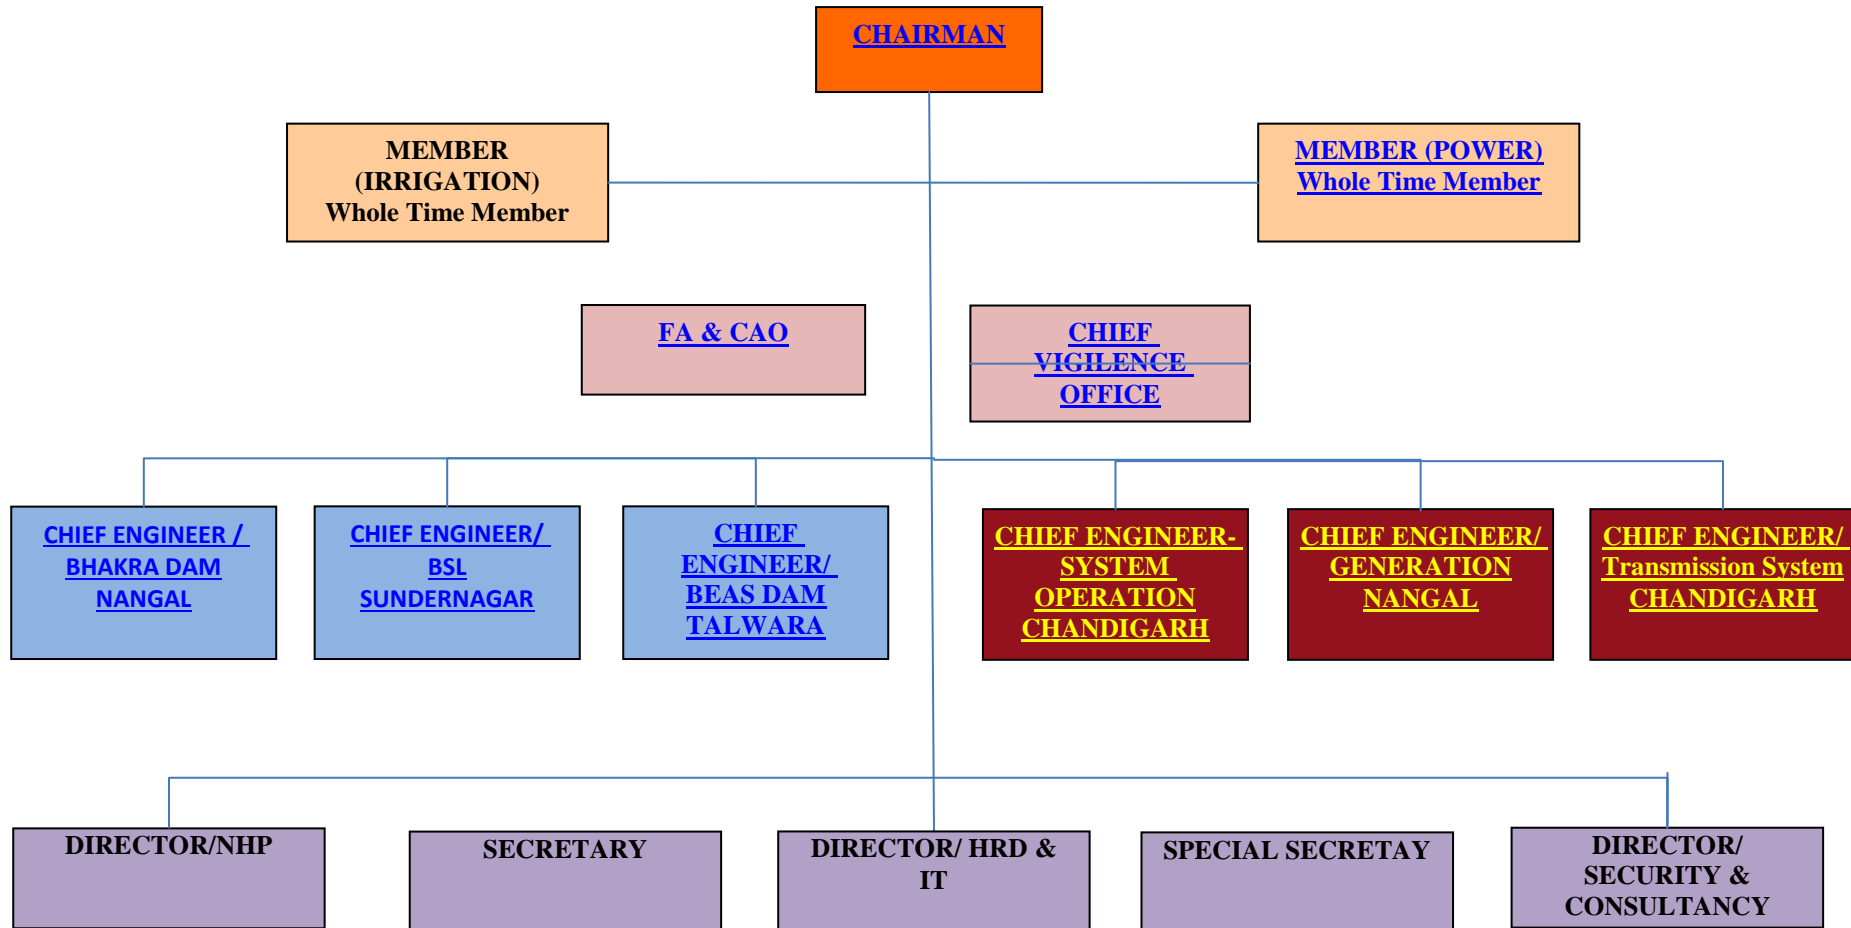 CHAIRMAN
MEMBER
(IRRIGATION)
Whole Time Member
MEMBER (POWER)
Whole Time Member
FA & CAO
CHIEF
VIGILENCE
OFFICE
CHIEF ENGINEER /
BHAKRA DAM
NANGAL
CHIEF ENGINEER/
BSL
SUNDERNAGAR
CHIEF
ENGINEER/
BEAS DAM
TALWARA
CHIEF ENGINEER-
SYSTEM
OPERATION
CHANDIGARH
CHIEF ENGINEER/
GENERATION
NANGAL
CHIEF ENGINEER/
Transmission System
CHANDIGARH
DIRECTOR/NHP
SECRETARY
DIRECTOR/ HRD &
IT
SPECIAL SECRETAY
DIRECTOR/
SECURITY &
CONSULTANCY